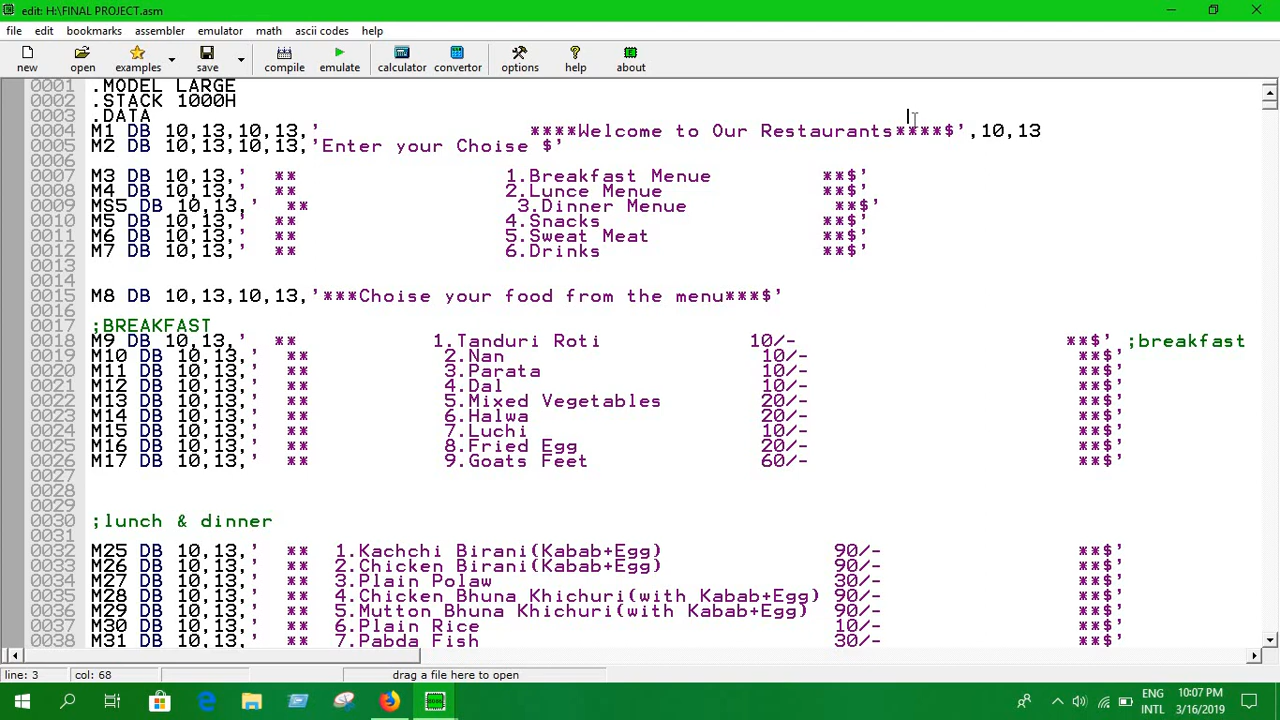 edit: H:\FINAL PROJECT.asm
file edit bookmarks assembler emulator math ascii codes help
new open examples save compile emulate calculator convertor options help about
0001 .MODEL LARGE
0002 .STACK 1000H
0003 .DATA
0004 M1 DB 10,13,10,13,' ****Welcome to Our Restaurants****$',10,13
0005 M2 DB 10,13,10,13,'Enter your Choise $'
0006
0007 M3 DB 10,13,' ** 1.Breakfast Menue **$'
0008 M4 DB 10,13,' ** 2.Lunce Menue **$'
0009 MS5 DB 10,13,' ** 3.Dinner Menue **$'
0010 M5 DB 10,13,' ** 4.Snacks **$'
0011 M6 DB 10,13,' ** 5.Sweat Meat **$'
0012 M7 DB 10,13,' ** 6.Drinks **$'
0013
0014
0015 M8 DB 10,13,10,13,'***Choise your food from the menu***$'
0016
0017 ;BREAKFAST
0018 M9 DB 10,13,' ** 1.Tanduri Roti 10/- **$' ;breakfast
0019 M10 DB 10,13,' ** 2.Nan 10/- **$'
0020 M11 DB 10,13,' ** 3.Parata 10/- **$'
0021 M12 DB 10,13,' ** 4.Dal 10/- **$'
0022 M13 DB 10,13,' ** 5.Mixed Vegetables 20/- **$'
0023 M14 DB 10,13,' ** 6.Halwa 20/- **$'
0024 M15 DB 10,13,' ** 7.Luchi 10/- **$'
0025 M16 DB 10,13,' ** 8.Fried Egg 20/- **$'
0026 M17 DB 10,13,' ** 9.Goats Feet 60/- **$'
0027
0028
0029
0030 ;lunch & dinner
0031
0032 M25 DB 10,13,' ** 1.Kachchi Birani(Kabab+Egg) 90/- **$'
0033 M26 DB 10,13,' ** 2.Chicken Birani(Kabab+Egg) 90/- **$'
0034 M27 DB 10,13,' ** 3.Plain Polaw 30/- **$'
0035 M28 DB 10,13,' ** 4.Chicken Bhuna Khichuri(with Kabab+Egg) 90/- **$'
0036 M29 DB 10,13,' ** 5.Mutton Bhuna Khichuri(with Kabab+Egg) 90/- **$'
0037 M30 DB 10,13,' ** 6.Plain Rice 10/- **$'
0038 M31 DB 10,13,' ** 7.Pabda Fish 30/- **$'
line: 3 col: 68 drag a file here to open
ENG 10:07 PM
INTL 3/16/2019